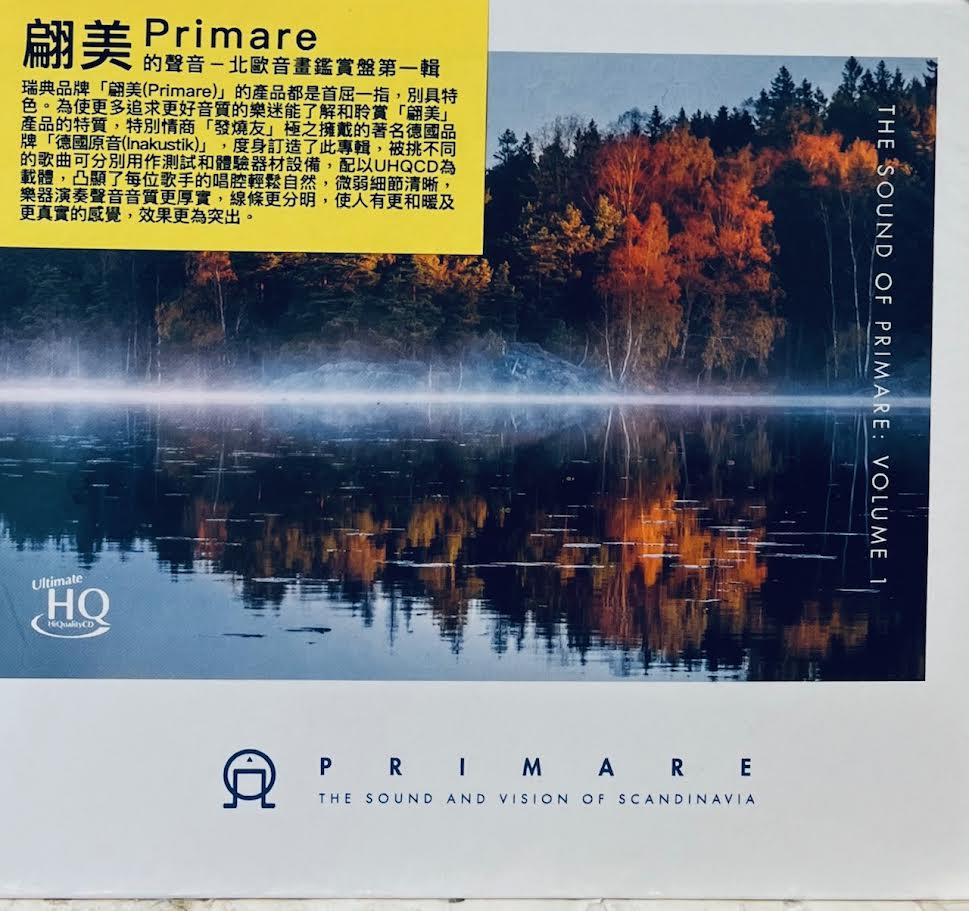 翩美 Primare
的聲音－北歐音畫鑑賞盤第一輯
瑞典品牌「翩美(Primare)」的產品都是首屈一指，別具特
色。為使更多追求更好音質的樂迷能了解和聆賞「翩美」
產品的特質，特別情商「發燒友」極之擁戴的著名德國品
牌「德國原音(Inakustik)」，度身訂造了此專輯，被挑不同
的歌曲可分別用作測試和體驗器材設備，配以UHQCD為
載體，凸顯了每位歌手的唱腔輕鬆自然，微弱細節清晰，
樂器演奏聲音音質更厚實，線條更分明，使人有更和暖及
更真實的感覺，效果更為突出。
THE SOUND OF PRIMARE: VOLUME 1
Ultimate
HQ
HiQualityCD
PRIMARE
THE SOUND AND VISION OF SCANDINAVIA